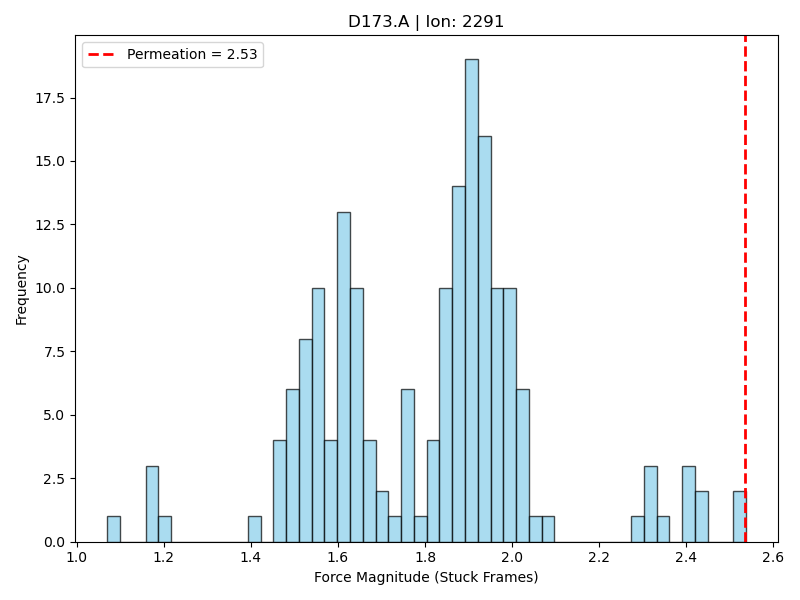 D173.A | Ion: 2291
Permeation = 2.53
Frequency
17.5
15.0
12.5
10.0
7.5
5.0
2.5
0.0
1.0 1.2 1.4 1.6 1.8 2.0 2.2 2.4 2.6
Force Magnitude (Stuck Frames)